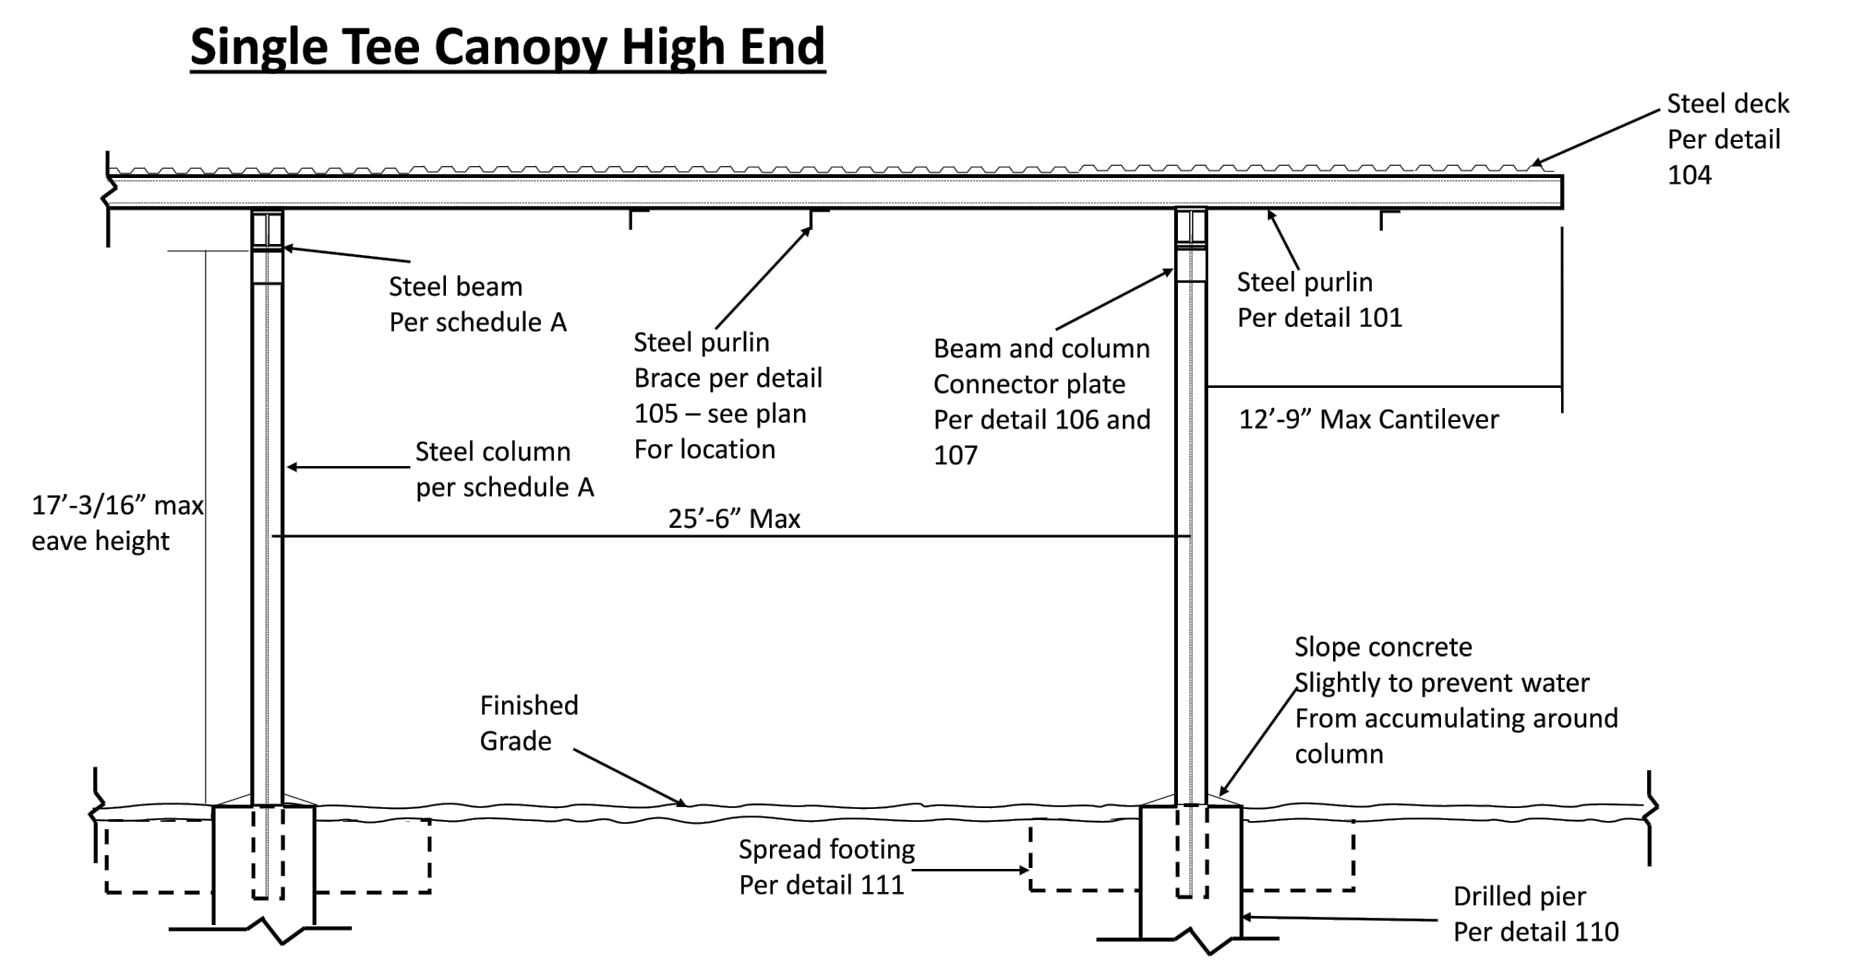 Single Tee Canopy High End
Steel deck
Per detail
104
Steel beam
Per schedule A
Steel purlin
Brace per detail
105 – see plan
For location
Beam and column
Connector plate
Per detail 106 and
107
Steel purlin
Per detail 101
12’-9” Max Cantilever
Steel column
per schedule A
17’-3/16” max
eave height
25’-6” Max
Slope concrete
Slightly to prevent water
From accumulating around
column
Finished
Grade
Spread footing
Per detail 111
Drilled pier
Per detail 110